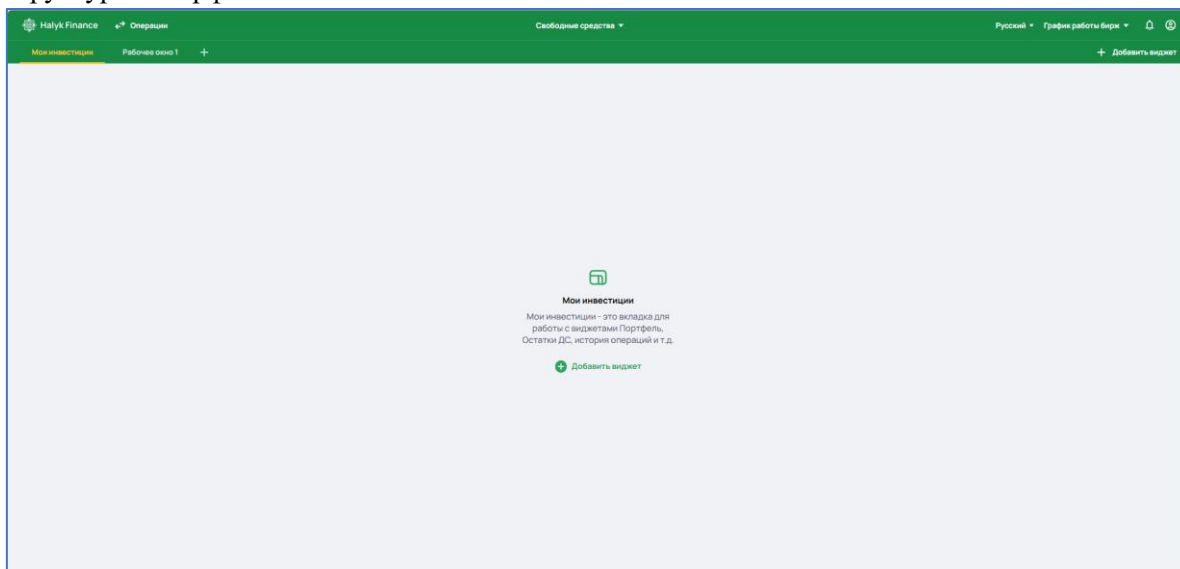 Halyk Finance Операции Свободные средства Русский График работы бирж
Мои инвестиции Рабочее окно 1 + + Добавить виджет
Мои инвестиции
Мои инвестиции - это вкладка для
работы с виджетами Портфель,
Остатки ДС, история операций и т.д.
Добавить виджет